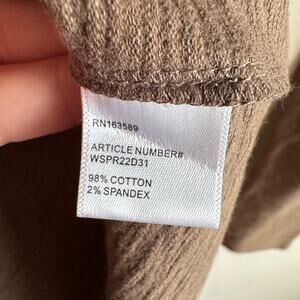 RN163589
ARTICLE NUMBER#
WSPR22D31
98% COTTON
2% SPANDEX